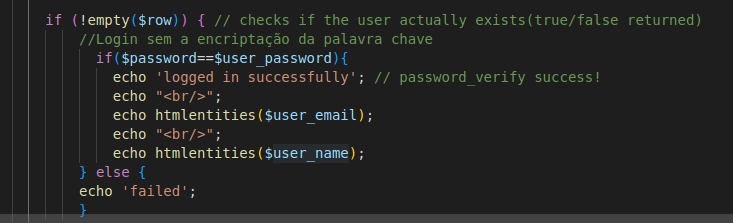 if (!empty($row)) { // checks if the user actually exists(true/false returned)
//Login sem a encriptação da palavra chave
if($password==$user_password){
echo 'logged in successfully'; // password_verify success!
echo "<br/>";
echo htmlentities($user_email);
echo "<br/>";
echo htmlentities($user_name);
} else {
echo 'failed';
}